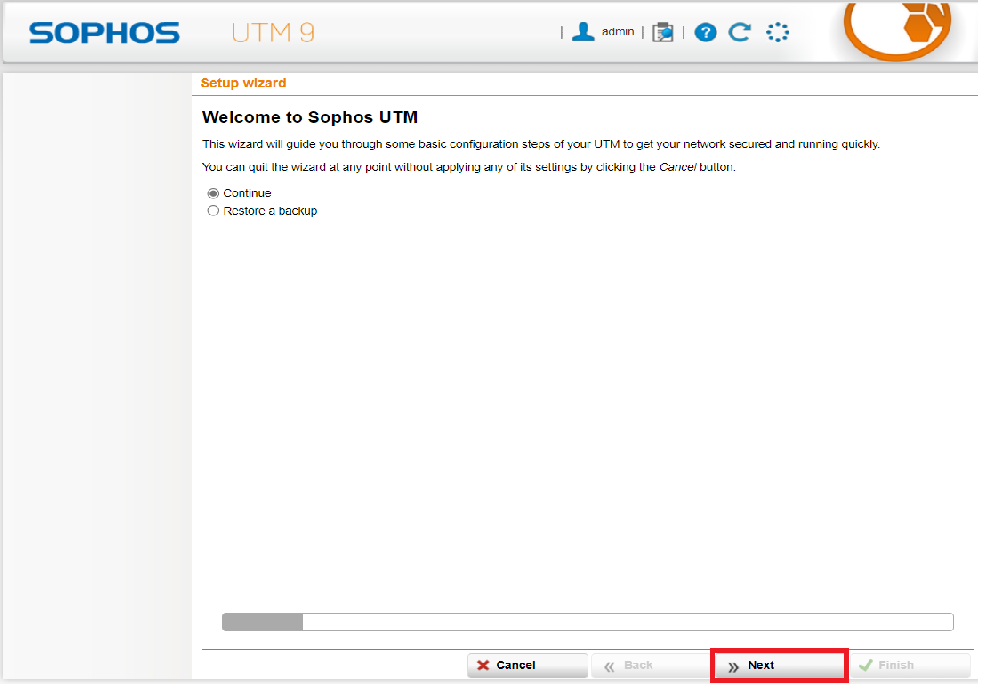 SOPHOS UTM 9 | admin | | ?
Setup wizard
Welcome to Sophos UTM
This wizard will guide you through some basic configuration steps of your UTM to get your network secured and running quickly.
You can quit the wizard at any point without applying any of its settings by clicking the Cancel button.
Continue
Restore a backup
Cancel « Back » Next Finish